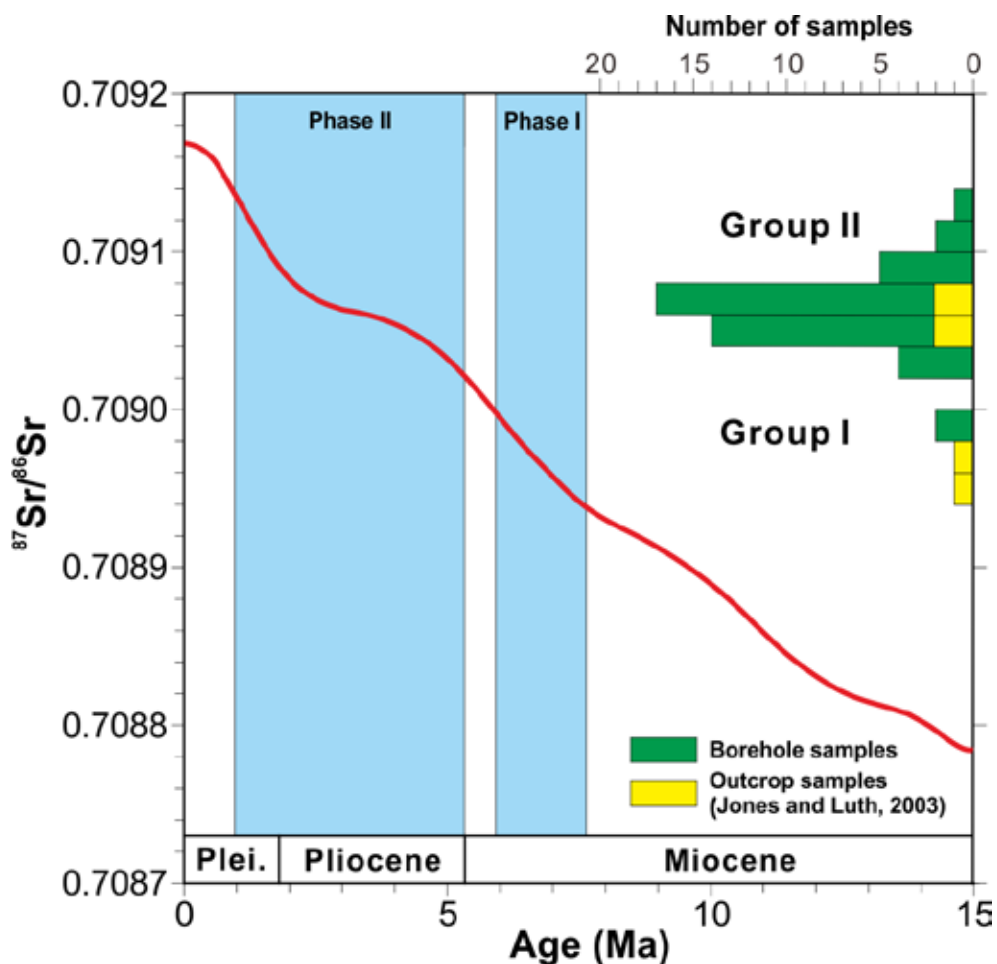 Number of samples
20 15 10 5 0
0.7092
Phase II
Phase I
Group II
0.7091
0.7090
Group I
87Sr/86Sr
0.7089
0.7088
Borehole samples
Outcrop samples
(Jones and Luth, 2003)
Plei.
Pliocene
Miocene
0.7087
0 5 10 15
Age (Ma)